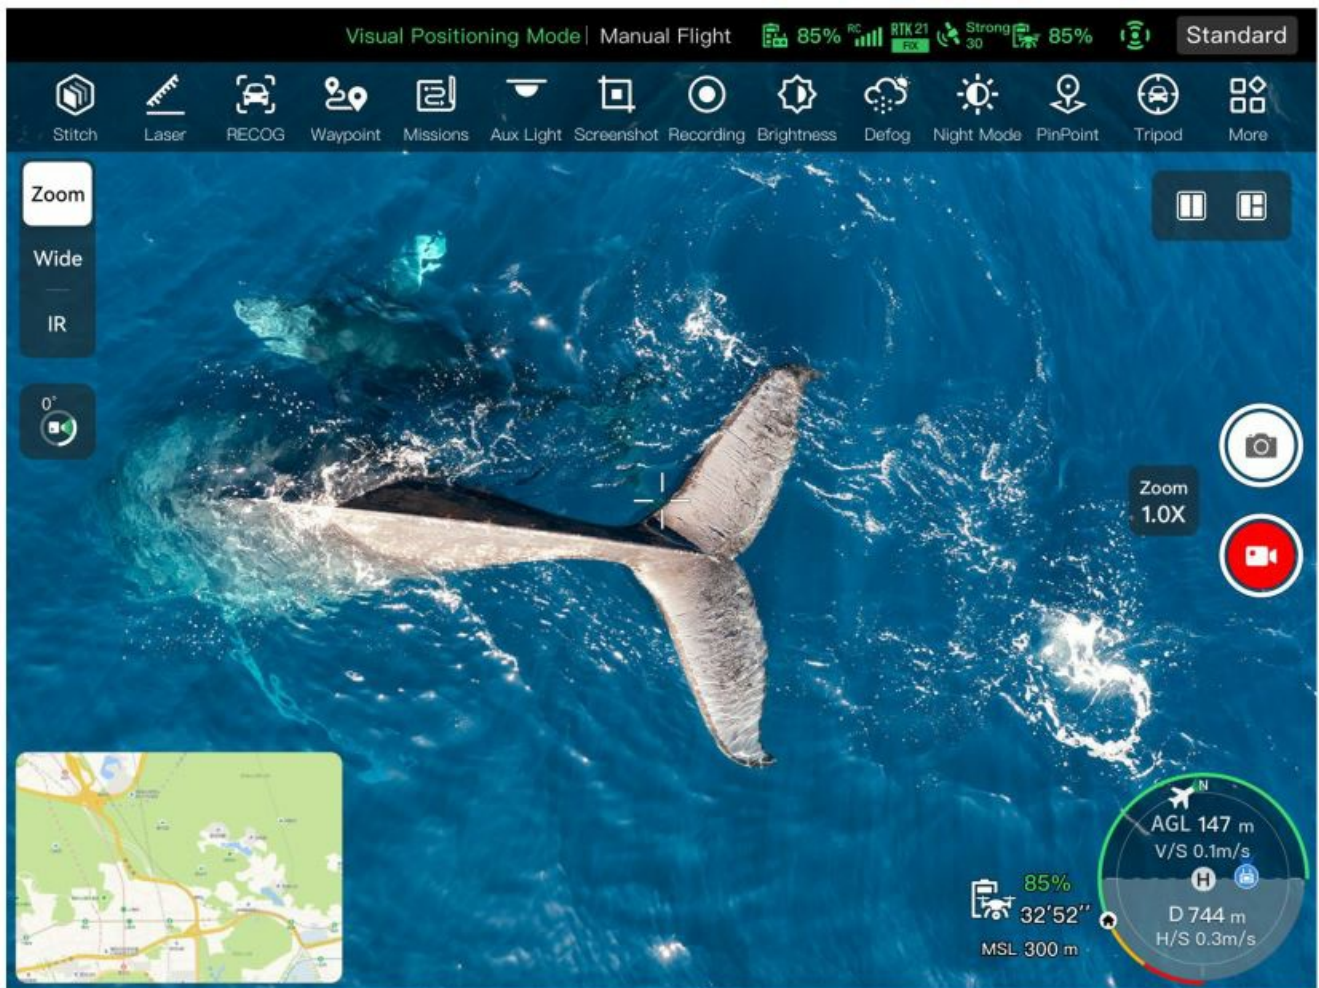 Visual Positioning Mode | Manual Flight 85% RC RTK 21 FIX Strong 30 85% Standard
Stitch Laser RECOG Waypoint Missions Aux Light Screenshot Recording Brightness Defog Night Mode PinPoint Tripod More
Zoom
Wide
IR
0°
Zoom
1.0X
N
AGL 147 m
V/S 0.1m/s
H
D 744 m
H/S 0.3m/s
85%
32'52''
MSL 300 m